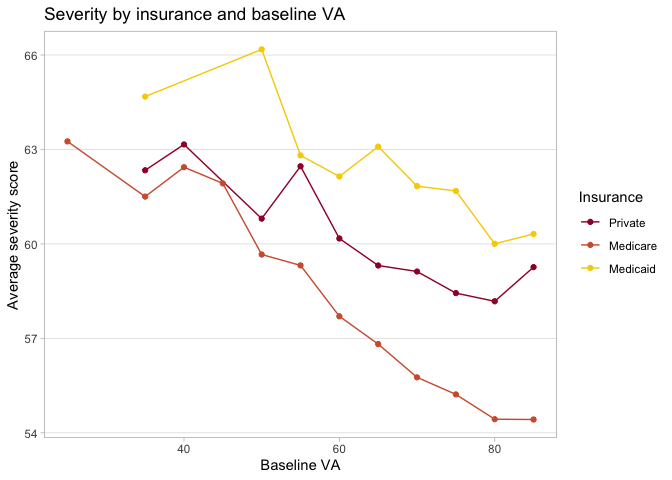 Severity by insurance and baseline VA
66
63
60
57
54
Average severity score
40
60
80
Baseline VA
Insurance
Private
Medicare
Medicaid